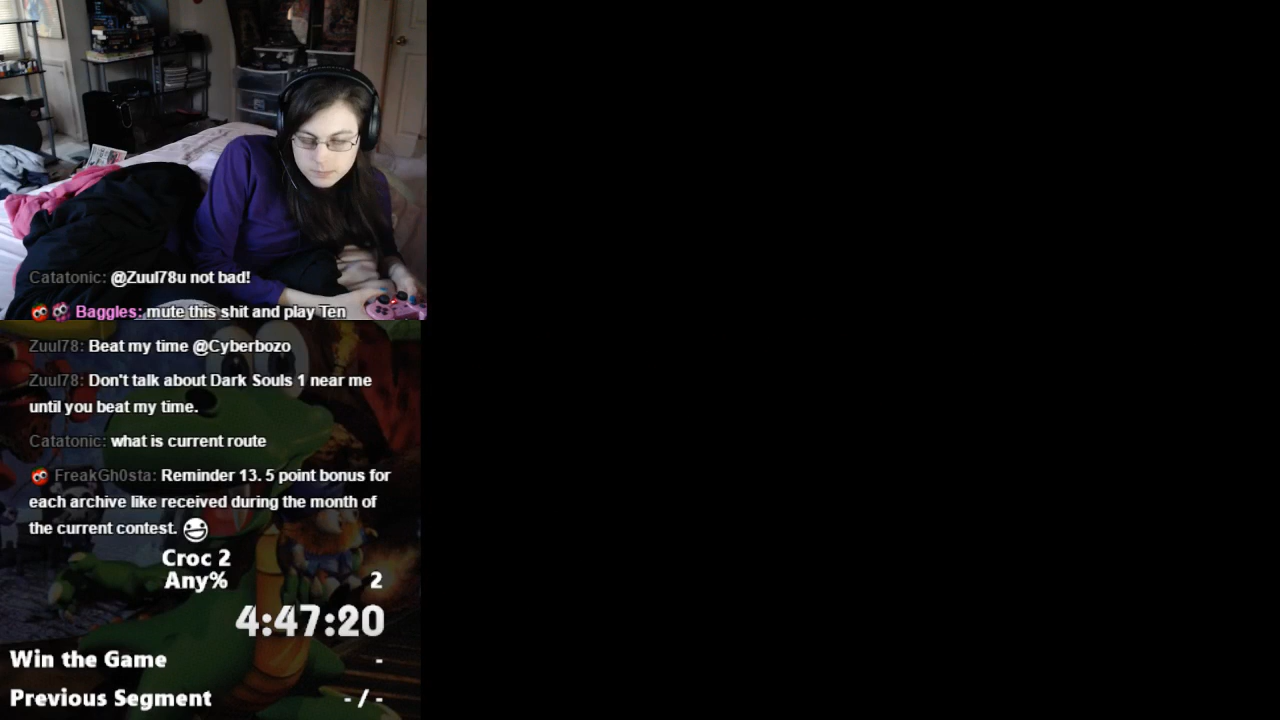 Catatonic: @Zuul78u not bad!
Baggles: mute this shit and play Ten
Zuul78: Beat my time @Cyberbozo
Zuul78: Don't talk about Dark Souls 1 near me
until you beat my time.
Catatonic: what is current route
FreakGh0sta: Reminder 13. 5 point bonus for
each archive like received during the month of
the current contest.
Croc 2
Any% 2
4:47:20
Win the Game -
Previous Segment - / -